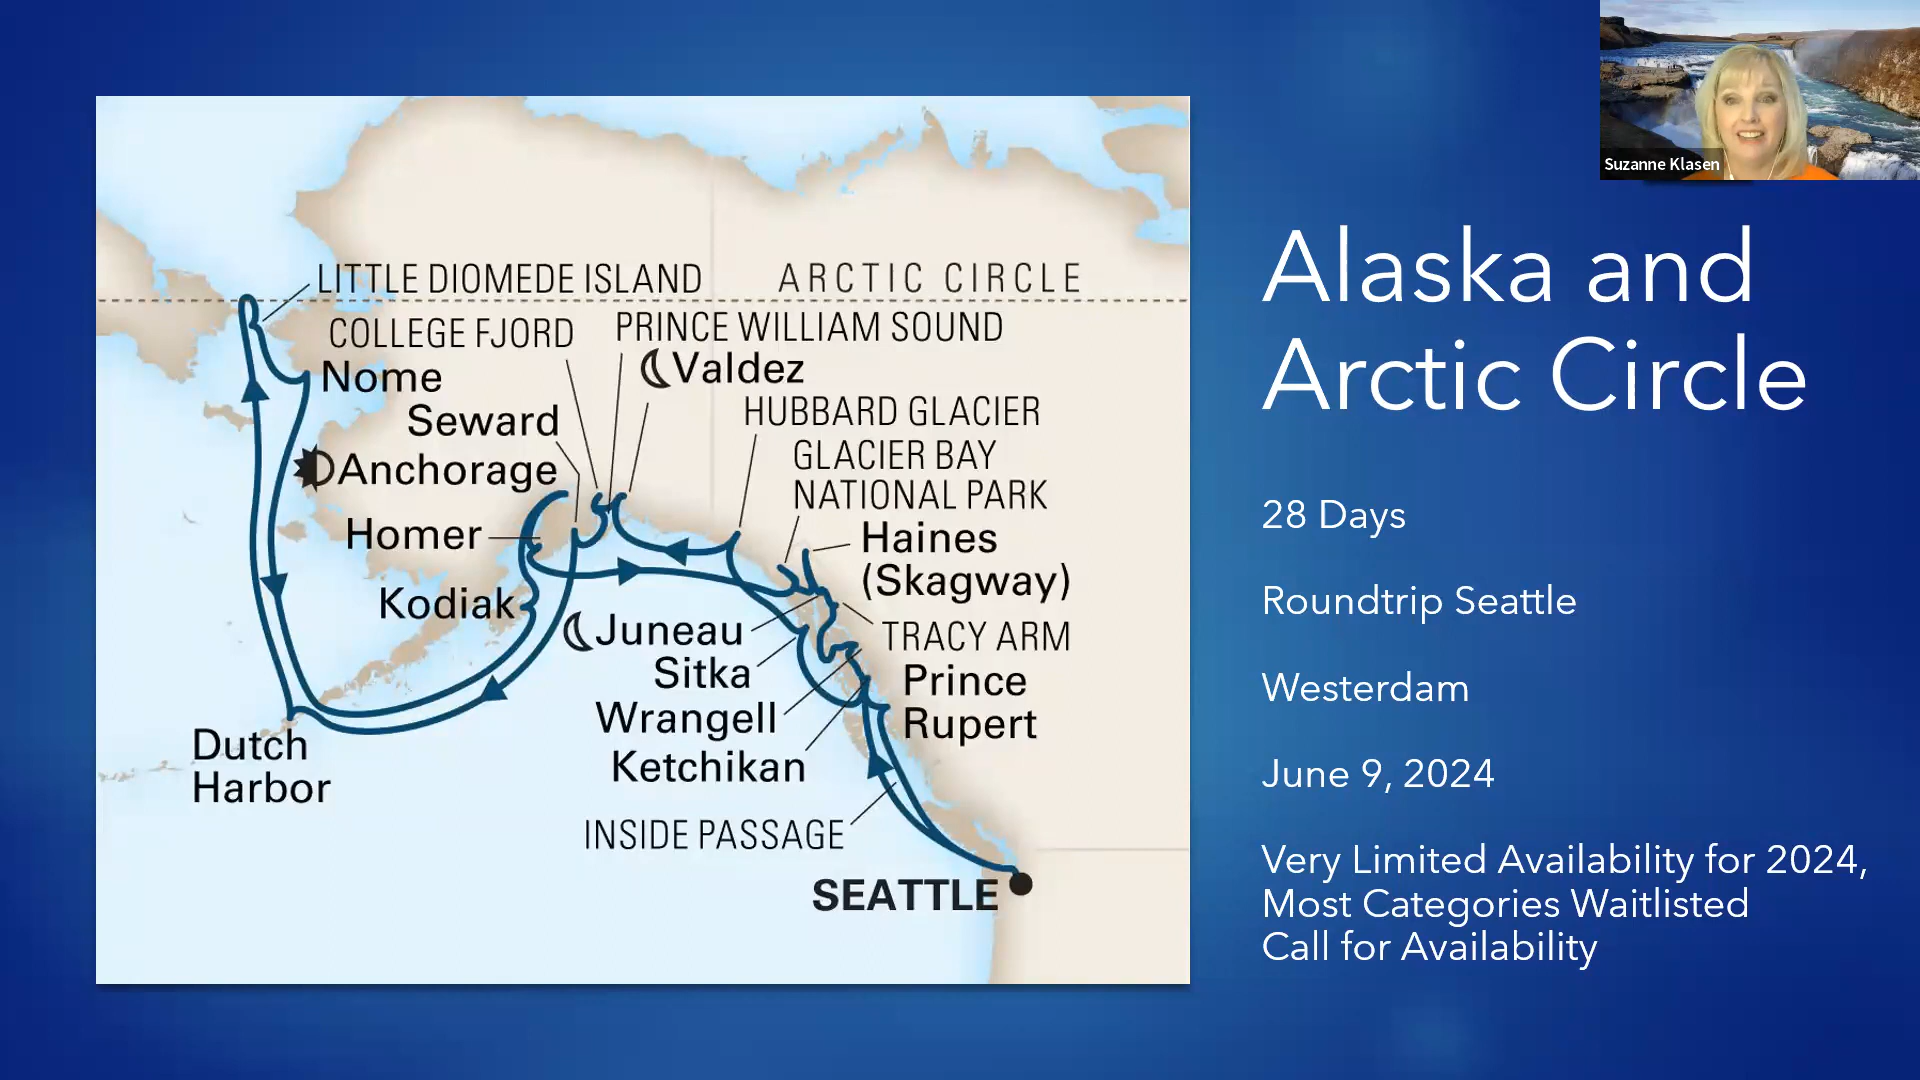 Suzanne Klasen
Alaska and
Arctic Circle
28 Days
Roundtrip Seattle
Westerdam
June 9, 2024
Very Limited Availability for 2024,
Most Categories Waitlisted
Call for Availability
LITTLE DIOMEDE ISLAND
ARCTIC CIRCLE
COLLEGE FJORD
PRINCE WILLIAM SOUND
Nome
Valdez
Seward
HUBBARD GLACIER
Anchorage
GLACIER BAY
NATIONAL PARK
Homer
Haines
(Skagway)
Kodiak
Juneau
TRACY ARM
Sitka
Prince
Rupert
Wrangell
Ketchikan
Dutch
Harbor
INSIDE PASSAGE
SEATTLE